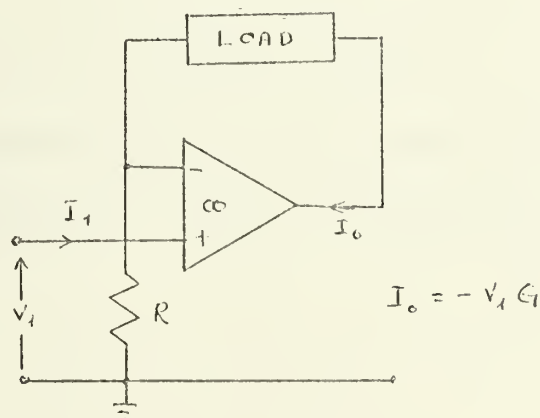 LOAD
-
∞
I₁
+
I₀
V₁
R
I₀ = - V₁ G